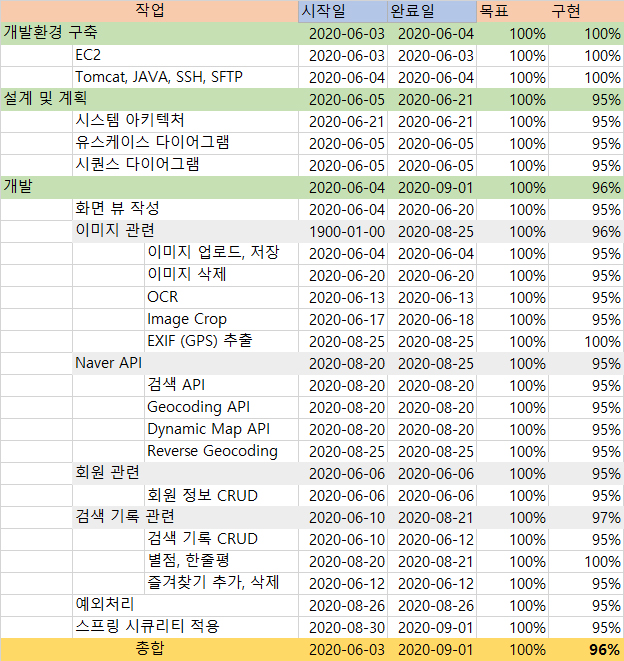 작업 시작일 완료일 목표 구현
개발환경 구축 2020-06-03 2020-06-04 100% 100%
EC2 2020-06-03 2020-06-03 100% 100%
Tomcat, JAVA, SSH, SFTP 2020-06-04 2020-06-04 100% 100%
설계 및 계획 2020-06-05 2020-06-21 100% 95%
시스템 아키텍처 2020-06-21 2020-06-21 100% 95%
유스케이스 다이어그램 2020-06-05 2020-06-05 100% 95%
시퀀스 다이어그램 2020-06-05 2020-06-05 100% 95%
개발 2020-06-04 2020-09-01 100% 96%
화면 뷰 작성 2020-06-04 2020-06-20 100% 95%
이미지 관련 1900-01-00 2020-08-25 100% 96%
이미지 업로드, 저장 2020-06-04 2020-06-04 100% 95%
이미지 삭제 2020-06-20 2020-06-20 100% 95%
OCR 2020-06-13 2020-06-13 100% 95%
Image Crop 2020-06-17 2020-06-18 100% 95%
EXIF (GPS) 추출 2020-08-25 2020-08-25 100% 100%
Naver API 2020-08-20 2020-08-25 100% 95%
검색 API 2020-08-20 2020-08-20 100% 95%
Geocoding API 2020-08-20 2020-08-20 100% 95%
Dynamic Map API 2020-08-20 2020-08-20 100% 95%
Reverse Geocoding 2020-08-25 2020-08-25 100% 95%
회원 관련 2020-06-06 2020-06-06 100% 95%
회원 정보 CRUD 2020-06-06 2020-06-06 100% 95%
검색 기록 관련 2020-06-10 2020-08-21 100% 97%
검색 기록 CRUD 2020-06-10 2020-06-12 100% 95%
별점, 한줄평 2020-08-20 2020-08-21 100% 100%
즐겨찾기 추가, 삭제 2020-06-12 2020-06-12 100% 95%
예외처리 2020-08-26 2020-08-26 100% 95%
스프링 시큐리티 적용 2020-08-30 2020-09-01 100% 95%
총합 2020-06-03 2020-09-01 100% 96%